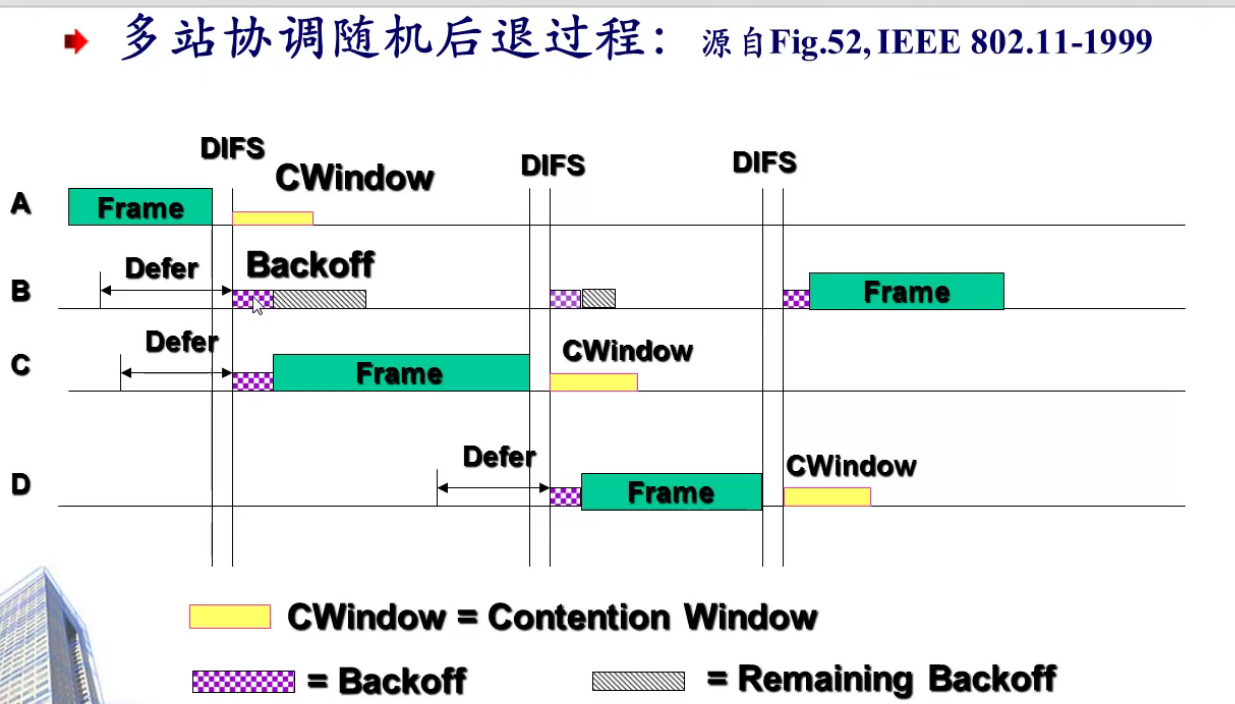 多站协调随机后退过程：源自Fig.52, IEEE 802.11-1999
DIFS
DIFS
DIFS
CWindow
A
Frame
Defer
Backoff
B
Frame
Defer
CWindow
C
Frame
Defer
CWindow
D
Frame
CWindow = Contention Window
= Backoff
= Remaining Backoff